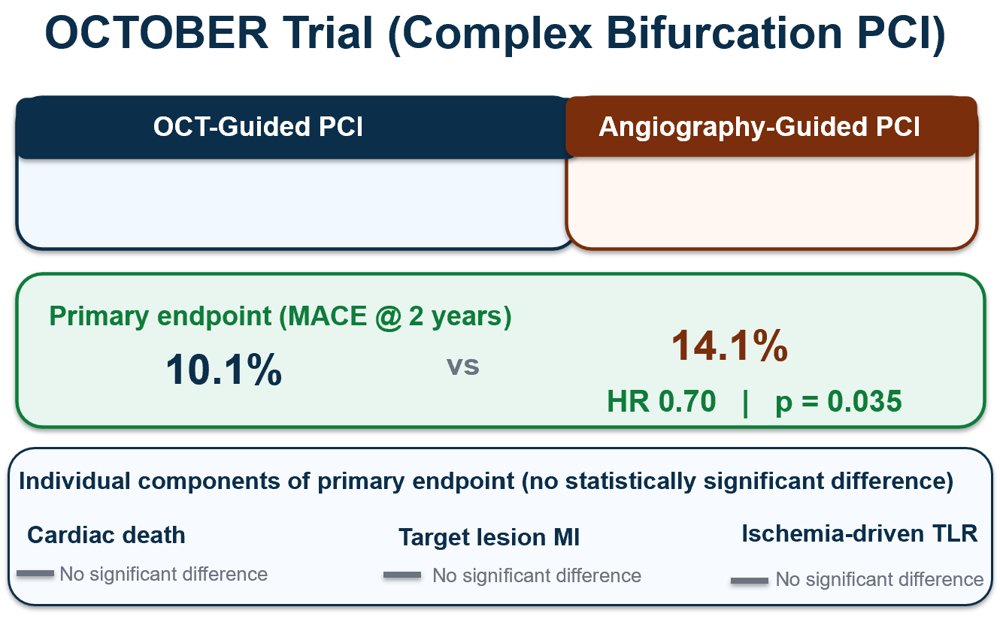 OCTOBER Trial (Complex Bifurcation PCI)
OCT-Guided PCI
Angiography-Guided PCI
Primary endpoint (MACE @ 2 years)
10.1%
vs
14.1%
HR 0.70 | p = 0.035
Individual components of primary endpoint (no statistically significant difference)
Cardiac death
No significant difference
Target lesion MI
No significant difference
Ischemia-driven TLR
No significant difference